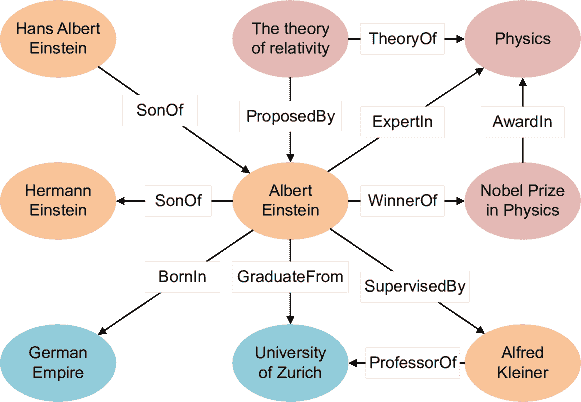 Hans Albert
Einstein
The theory
of relativity
TheoryOf
Physics
SonOf
ProposedBy
ExpertIn
AwardIn
Hermann
Einstein
SonOf
Albert
Einstein
WinnerOf
Nobel Prize
in Physics
BornIn
GraduateFrom
SupervisedBy
German
Empire
University
of Zurich
ProfessorOf
Alfred
Kleiner